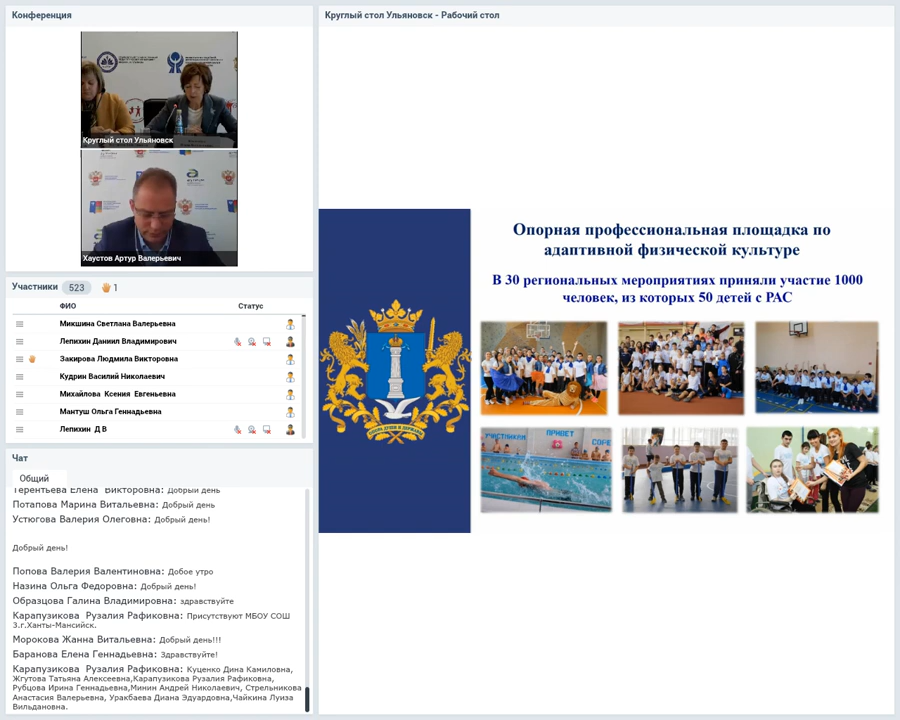 Конференция
Круглый стол Ульяновск
Хаустов Артур Валерьевич
Участники 523 1
ФИО Статус
Микшина Светлана Валерьевна
Лепихин Даниил Владимирович
Закирова Людмила Викторовна
Кудрин Василий Николаевич
Михайлова Ксения Евгеньевна
Мантуш Ольга Геннадьевна
Лепихин Д В
Чат
Общий
Терентьева Елена Викторовна: Добрый день
Потапова Марина Витальевна: Добрый день
Устюгова Валерия Олеговна: Добрый день!
Добрый день!
Попова Валерия Валентиновна: Добое утро
Назина Ольга Федоровна: Добрый день!
Образцова Галина Владимировна: здравствуйте
Карапузикова Рузалия Рафиковна: Присутствуют МБОУ СОШ
3.г.Ханты-Мансийск.
Морокова Жанна Витальевна: Добрый день!!!
Баранова Елена Геннадьевна: Здравствуйте!
Карапузикова Рузалия Рафиковна: Куценко Дина Камиловна,
Жгутова Татьяна Алексеевна,Карапузикова Рузалия Рафиковна,
Рубцова Ирина Геннадьевна,Минин Андрей Николаевич, Стрельникова
Анастасия Валерьевна, Уракбаева Диана Эдуардовна,Чайкина Луиза
Вильдановна.
Круглый стол Ульяновск - Рабочий стол
Опорная профессиональная площадка по
адаптивной физической культуре
В 30 региональных мероприятиях приняли участие 1000
человек, из которых 50 детей с РАС
УЧАСТНИКАМ ПРИВЕТ СОРЕ